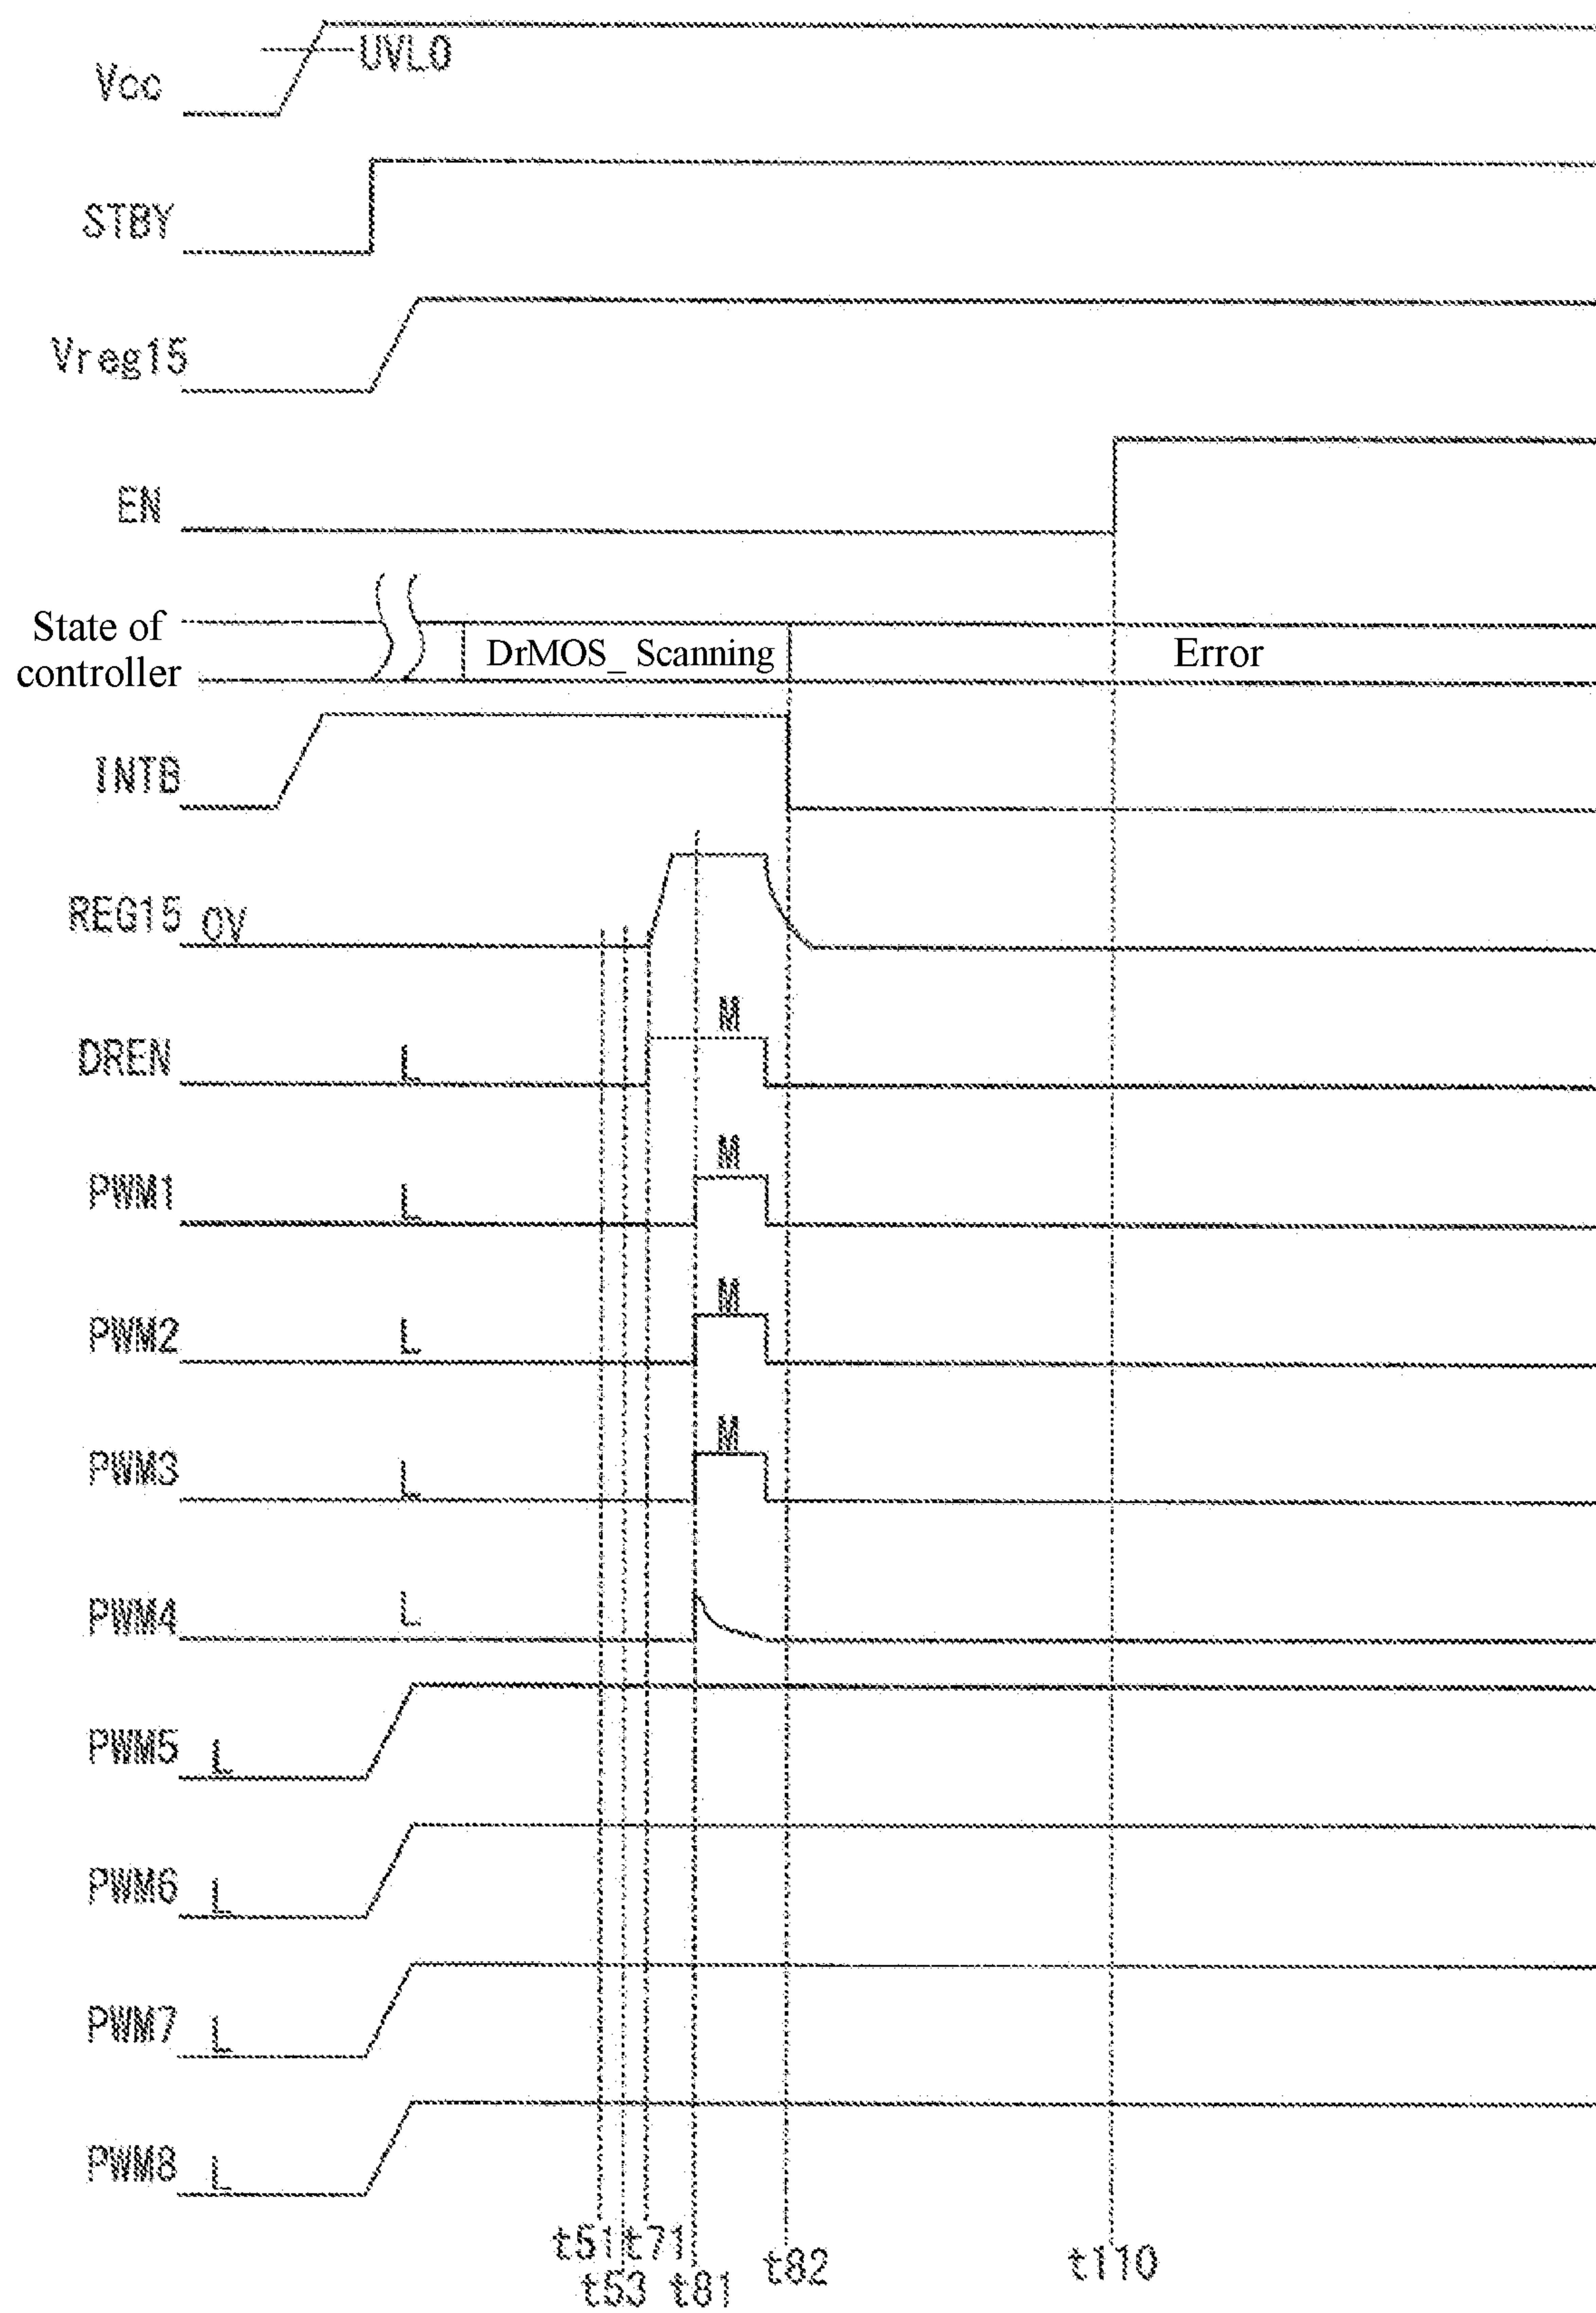 UVLO
Vcc
STBY
Vreg15
EN
State of
controller
DrMOS_ Scanning
Error
INTB
REG15 0V
M
DREN L
M
PWM1 L
M
PWM2 L
M
PWM3 L
PWM4 L
PWM5 L
PWM6 L
PWM7 L
PWM8 L
t51 t71 t82 t110
t53 t81